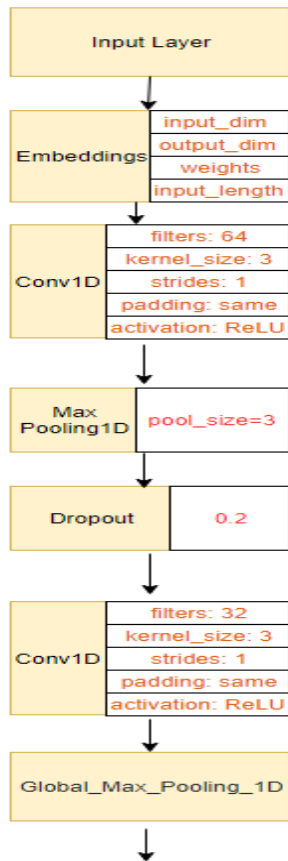 Input Layer
Embeddings
input_dim
output_dim
weights
input_length
Conv1D
filters: 64
kernel_size: 3
strides: 1
padding: same
activation: ReLU
Max
Pooling1D
pool_size=3
Dropout
0.2
Conv1D
filters: 32
kernel_size: 3
strides: 1
padding: same
activation: ReLU
Global_Max_Pooling_1D